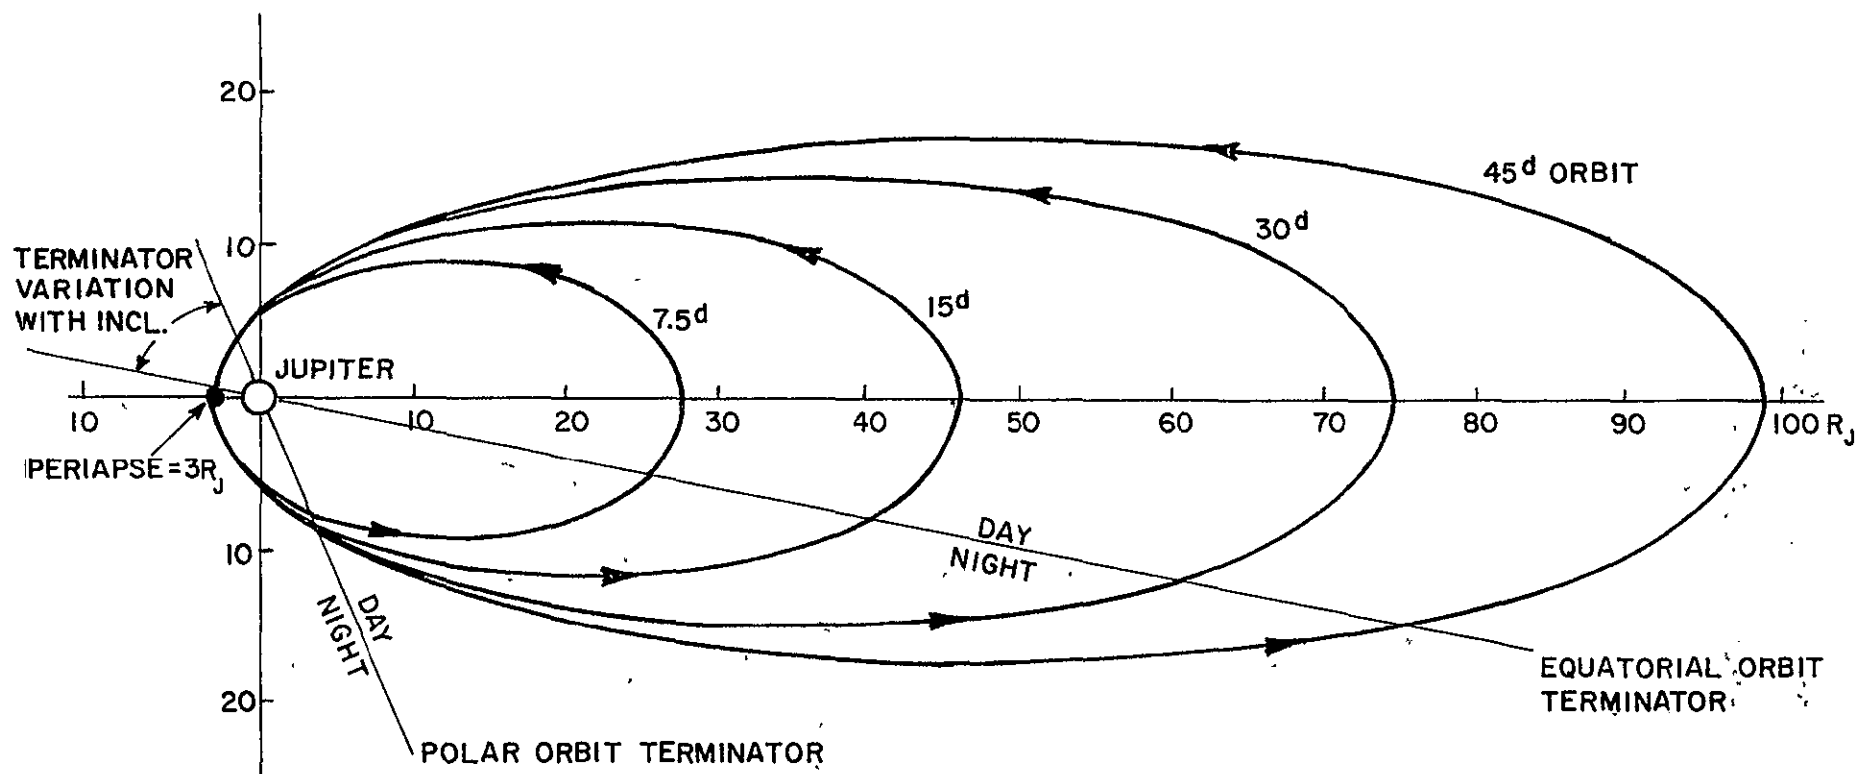 20
45d ORBIT
30d
10
TERMINATOR
VARIATION
WITH INCL.
15d
7.5d
JUPITER
10
10
20
30
40
50
60
70
80
90
100 RJ
PERIAPSE=3RJ
DAY
NIGHT
10
DAY
NIGHT
EQUATORIAL ORBIT
TERMINATOR
20
POLAR ORBIT TERMINATOR